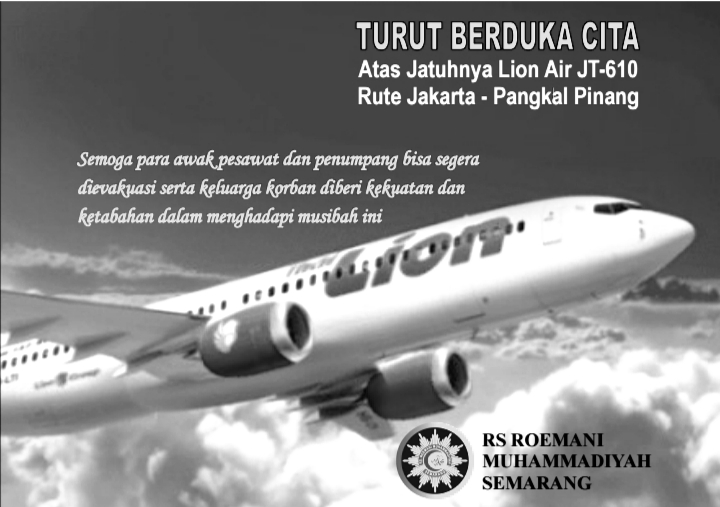 TURUT BERDUKA CITA
Atas Jatuhnya Lion Air JT-610
Rute Jakarta - Pangkal Pinang
Semoga para awak pesawat dan penumpang bisa segera
dievakuasi serta keluarga korban diberi kekuatan dan
ketabahan dalam menghadapi musibah ini
Lion
RS ROEMANI
MUHAMMADIYAH
SEMARANG